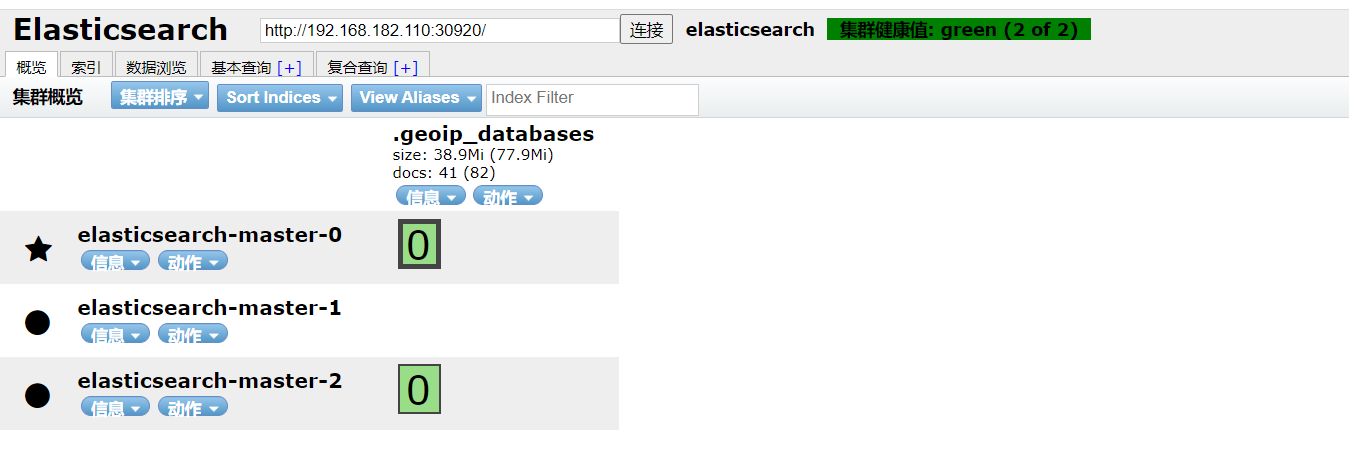 Elasticsearch http://192.168.182.110:30920/ 连接 elasticsearch 集群健康值: green (2 of 2)
概览 索引 数据浏览 基本查询 [+] 复合查询 [+]
集群概览 集群排序 Sort Indices View Aliases Index Filter
.geoip_databases
size: 38.9Mi (77.9Mi)
docs: 41 (82)
信息 动作
elasticsearch-master-0 0
信息 动作
elasticsearch-master-1
信息 动作
elasticsearch-master-2 0
信息 动作